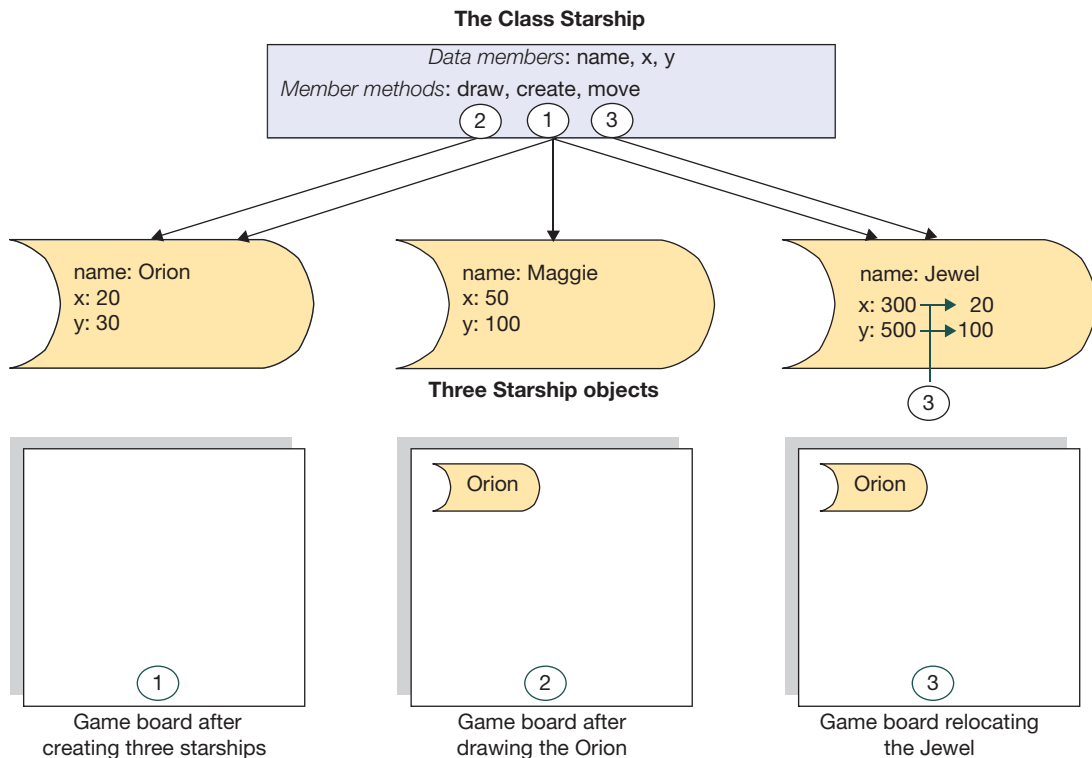 The Class Starship
Data members: name, x, y
Member methods: draw, create, move
2 1 3
name: Orion
x: 20
y: 30
name: Maggie
x: 50
y: 100
name: Jewel
x: 300 20
y: 500 100
Three Starship objects
3
Orion
Orion
1
2
3
Game board after
creating three starships
Game board after
drawing the Orion
Game board relocating
the Jewel